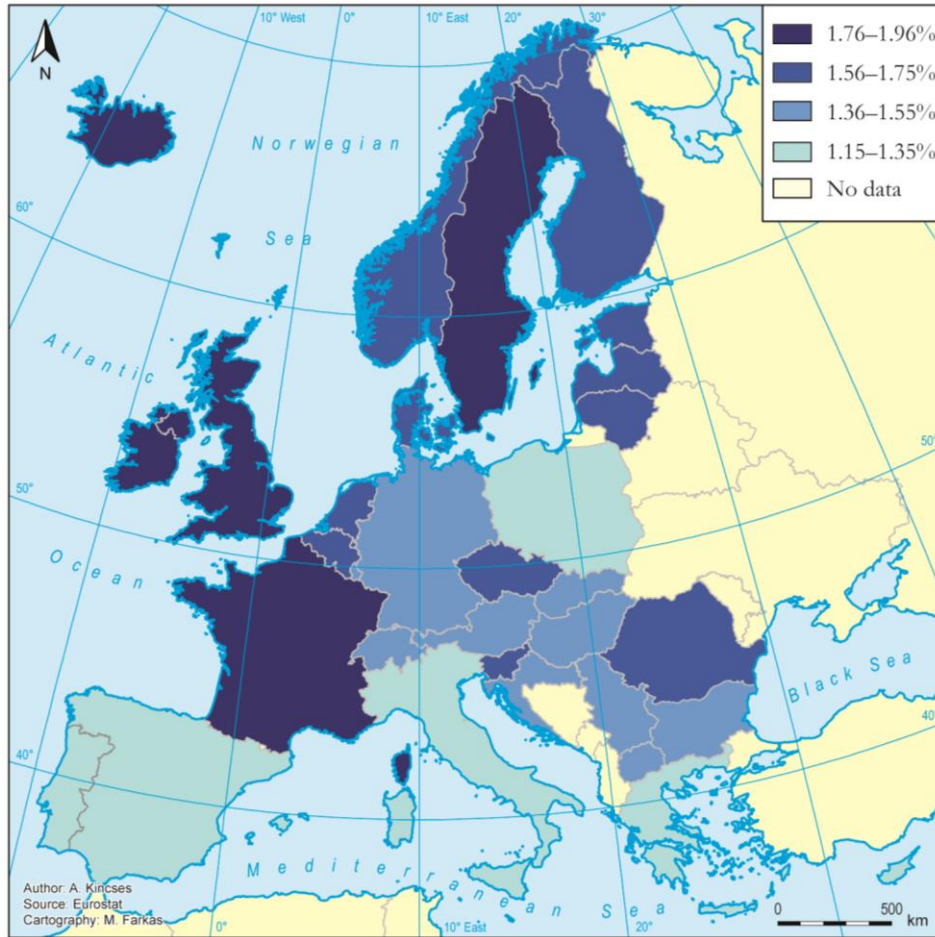 10° West
0°
10° East
20°
30°
1.76–1.96%
1.56–1.75%
1.36–1.55%
1.15–1.35%
No data
N
Norwegian
Sea
60°
Atlantic
Ocean
50°
50°
40°
40°
Black Sea
Mediterranean Sea
Author: A. Kincses
Source: Eurostat
Cartography: M. Farkas
0°
10° East
20°
0 500 km